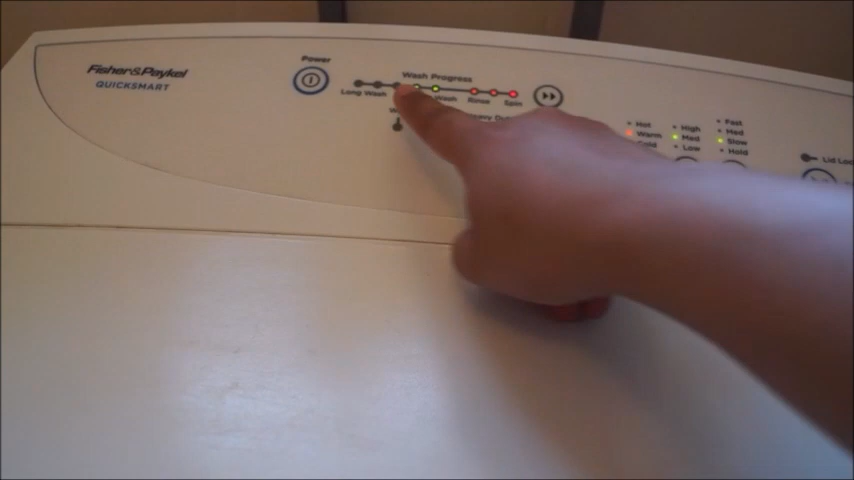 Fisher&Paykel
QUICKSMART
Power
Wash Progress
Long Wash
Wash
Rinse
Spin
Hot
Warm
Cold
High
Med
Low
Fast
Med
Slow
Hold
Lid